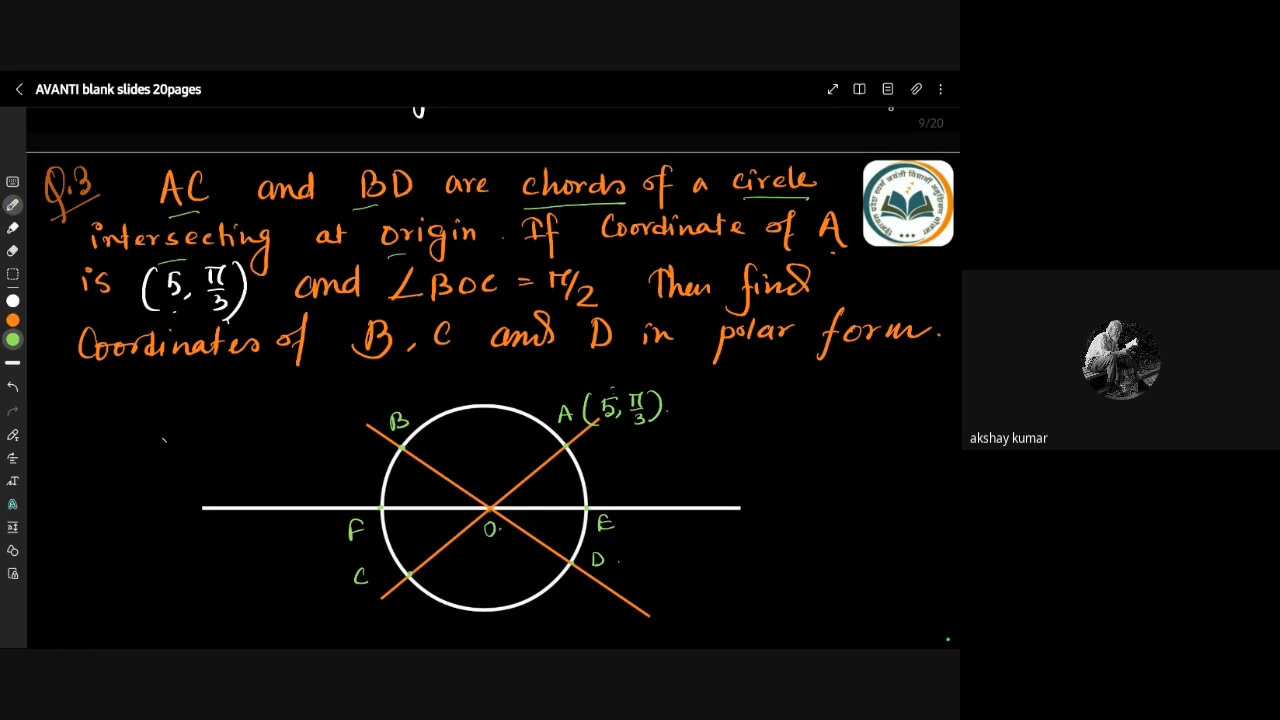 AVANTI blank slides 20pages
9/20
Q.3 AC and BD are chords of a circle
intersecting at origin. If Coordinate of A
is (5, π/3) and ∠BOC = π/2 Then find
Coordinates of B, C and D in polar form.
B
A (5, π/3).
F
O.
E
C
D
akshay kumar